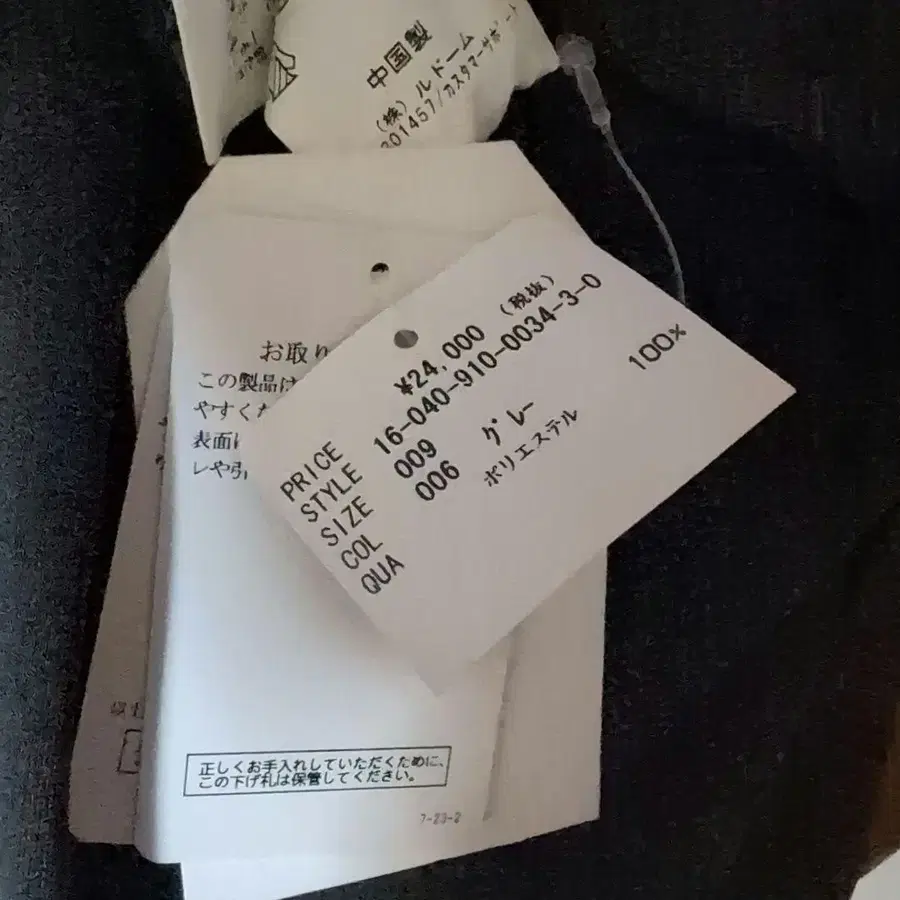 中国製
(株)ルドーム
301457/カスタマーサポート
お取り
この製品は
やすくた
表面に
レや引
PRICE ¥24,000 (税抜)
STYLE 16-040-910-0034-3-0
SIZE 009
COL 006 グレー
QUA ポリエステル 100%
正しくお手入れしていただくために、
この下げ札は保管してください。
7-23-2